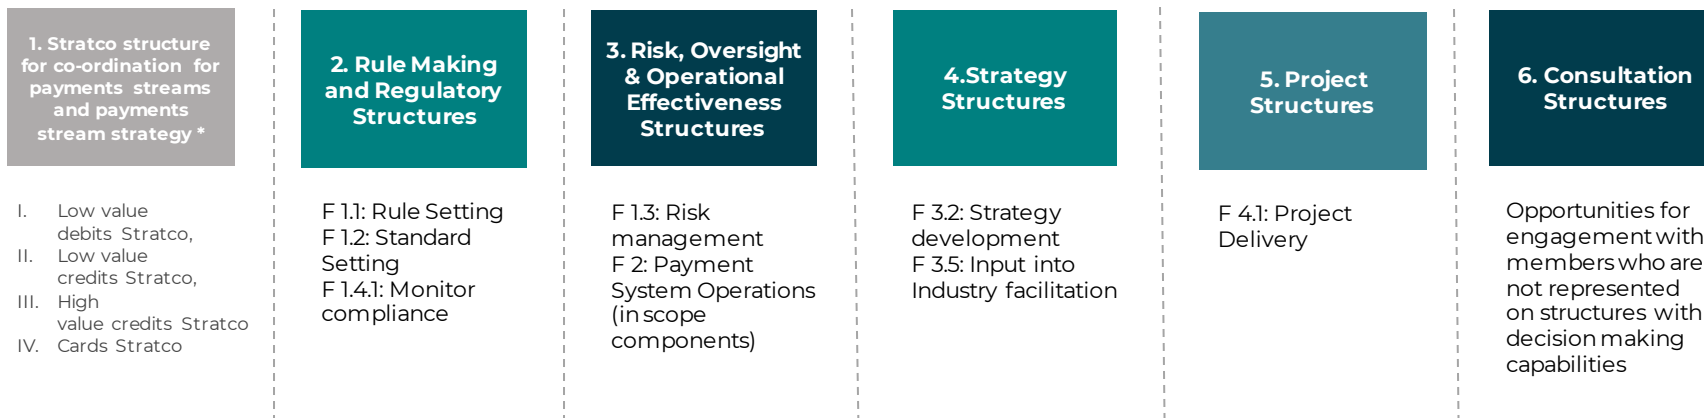 1. Stratco structure
for co-ordination for
payments streams
and payments
stream strategy *
I. Low value
debits Stratco,
II. Low value
credits Stratco,
III. High
value credits Stratco
IV. Cards Stratco
2. Rule Making
and Regulatory
Structures
F 1.1: Rule Setting
F 1.2: Standard
Setting
F 1.4.1: Monitor
compliance
3. Risk, Oversight
& Operational
Effectiveness
Structures
F 1.3: Risk
management
F 2: Payment
System Operations
(in scope
components)
4.Strategy
Structures
F 3.2: Strategy
development
F 3.5: Input into
Industry facilitation
5. Project
Structures
F 4.1: Project
Delivery
6. Consultation
Structures
Opportunities for
engagement with
members who are
not represented
on structures with
decision making
capabilities